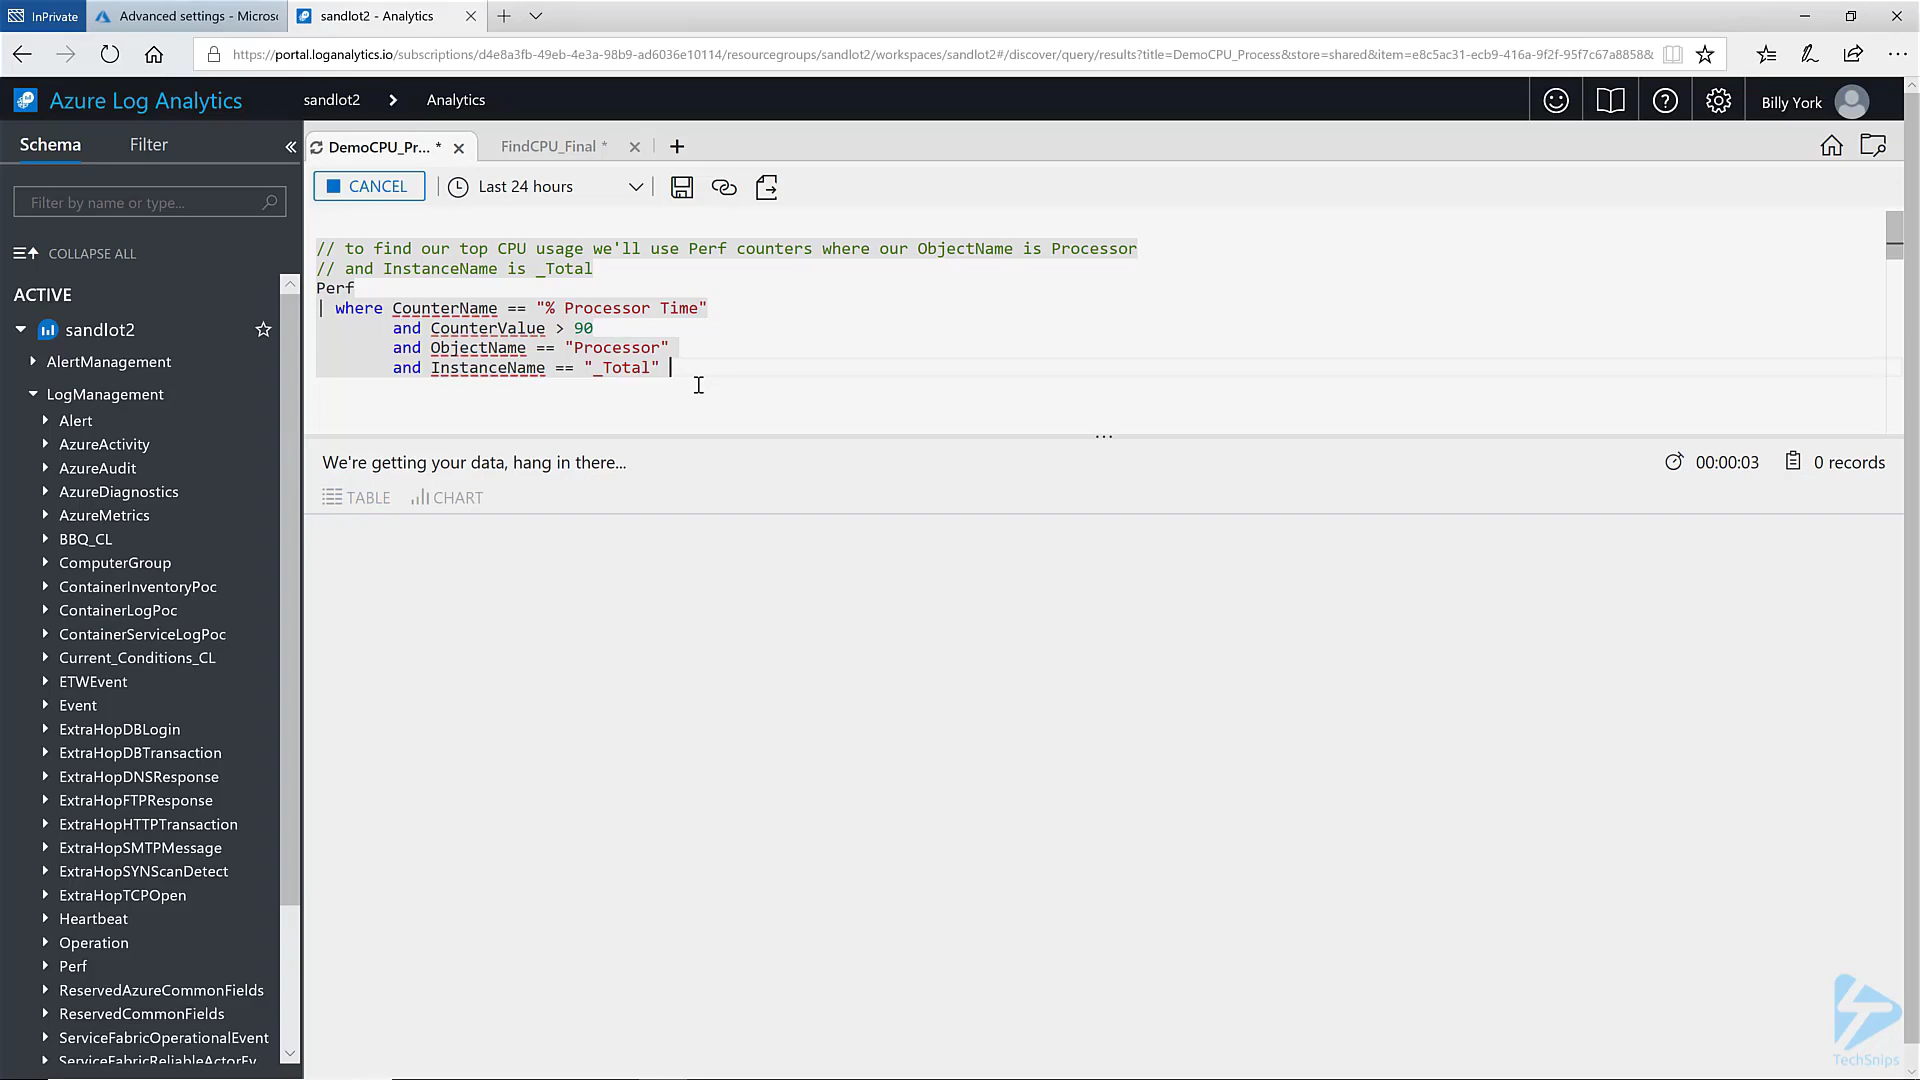 InPrivate
Advanced settings - Micros
sandlot2 - Analytics
https://portal.loganalytics.io/subscriptions/d4e8a3fb-49eb-4e3a-98b9-ad6036e10114/resourcegroups/sandlot2/workspaces/sandlot2#/discover/query/results?title=DemoCPU_Process&store=shared&item=e8c5ac31-ecb9-416a-9f2f-95f7c67a8858&
Azure Log Analytics
sandlot2 > Analytics
Billy York
Schema
Filter
«
DemoCPU_Pr... *
FindCPU_Final *
CANCEL
Last 24 hours
Filter by name or type...
COLLAPSE ALL
ACTIVE
sandlot2
AlertManagement
LogManagement
Alert
AzureActivity
AzureAudit
AzureDiagnostics
AzureMetrics
BBQ_CL
ComputerGroup
ContainerInventoryPoc
ContainerLogPoc
ContainerServiceLogPoc
Current_Conditions_CL
ETWEvent
Event
ExtraHopDBLogin
ExtraHopDBTransaction
ExtraHopDNSResponse
ExtraHopFTPResponse
ExtraHopHTTPTransaction
ExtraHopSMTPMessage
ExtraHopSYNScanDetect
ExtraHopTCPOpen
Heartbeat
Operation
Perf
ReservedAzureCommonFields
ReservedCommonFields
ServiceFabricOperationalEvent
ServiceFabricReliableActorEv
// to find our top CPU usage we'll use Perf counters where our ObjectName is Processor
// and InstanceName is _Total
Perf
| where CounterName == "% Processor Time"
and CounterValue > 90
and ObjectName == "Processor"
and InstanceName == "_Total"
...
We're getting your data, hang in there...
00:00:03
0 records
TABLE
CHART
TechSnips